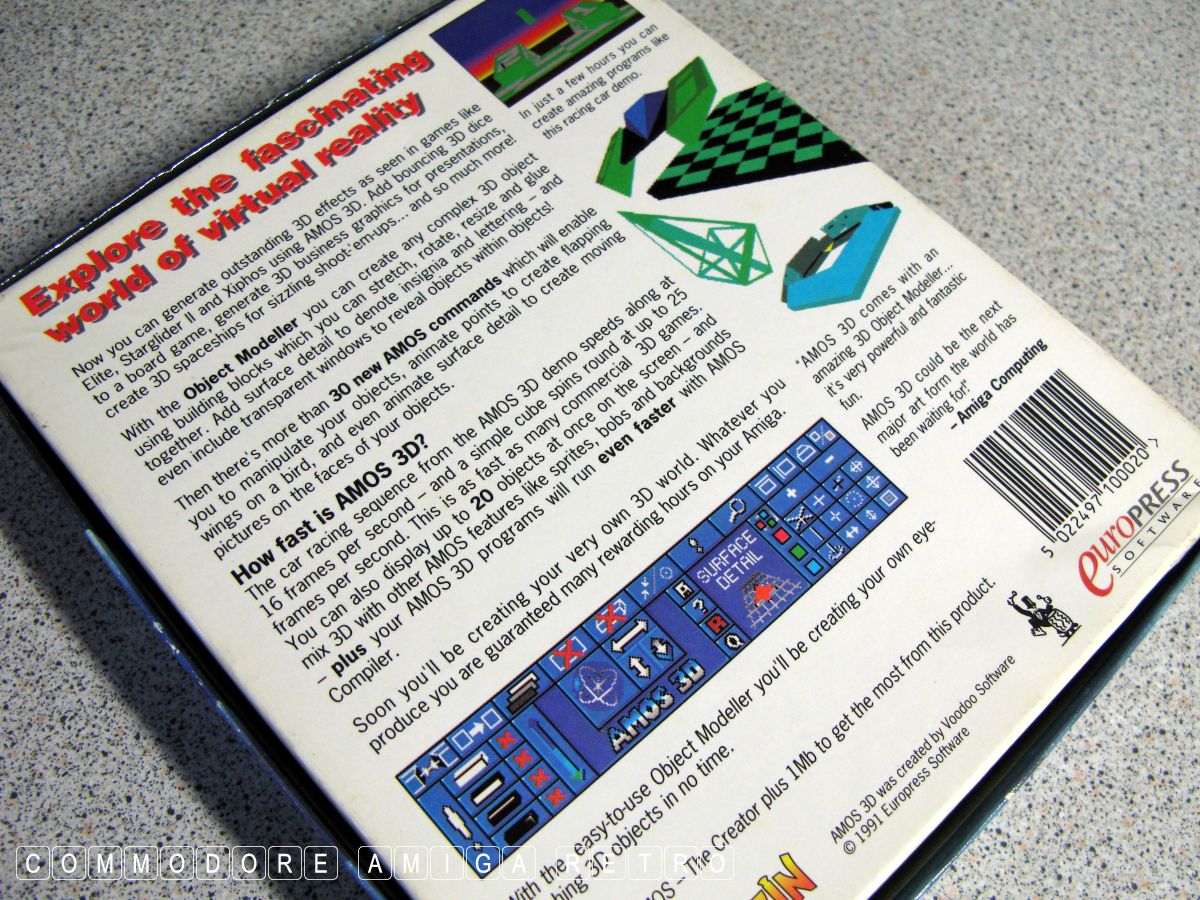 Explore the fascinating
world of virtual reality
Now you can generate outstanding 3D effects as seen in games like
Elite, Starglider II and Xiphos using AMOS 3D. Add bouncing 3D dice
to a board game, generate 3D business graphics for presentations,
create 3D spaceships for sizzling shoot-'em-ups... and so much more!
With the Object Modeller you can create any complex 3D object
using building blocks which you can stretch, rotate, resize and glue
together. Add surface detail to denote insignia and lettering – and
even include transparent windows to reveal objects within objects!
Then there's more than 30 new AMOS commands which will enable
you to manipulate your objects, animate points to create flapping
wings on a bird, and even animate surface detail to create moving
pictures on the faces of your objects.
How fast is AMOS 3D?
The car racing sequence from the AMOS 3D demo speeds along at
16 frames per second – and a simple cube spins round at up to 25
frames per second. This is as fast as many commercial 3D games.
You can also display up to 20 objects at once on the screen – and
mix 3D with other AMOS features like sprites, bobs and backgrounds
– plus your AMOS 3D programs will run even faster with AMOS
Compiler.
Soon you'll be creating your very own 3D world. Whatever you
produce you are guaranteed many rewarding hours on your Amiga.
In just a few hours you can
create amazing programs like
this racing car demo.
"AMOS 3D comes with an
amazing 3D Object Modeller...
it's very powerful and fantastic
fun.
AMOS 3D could be the next
major art form the world has
been waiting for!"
– Amiga Computing
5 022497 100020 >
euroPRESS
SOFTWARE
SURFACE
DETAIL
A
?
R
Q
AMOS 3D
With the easy-to-use Object Modeller you'll be creating your own eye-
hing 3D objects in no time.
MOS – The Creator plus 1Mb to get the most from this product.
AMOS 3D was created by Voodoo Software
© 1991 Europress Software
COMMODORE AMIGA RETRO